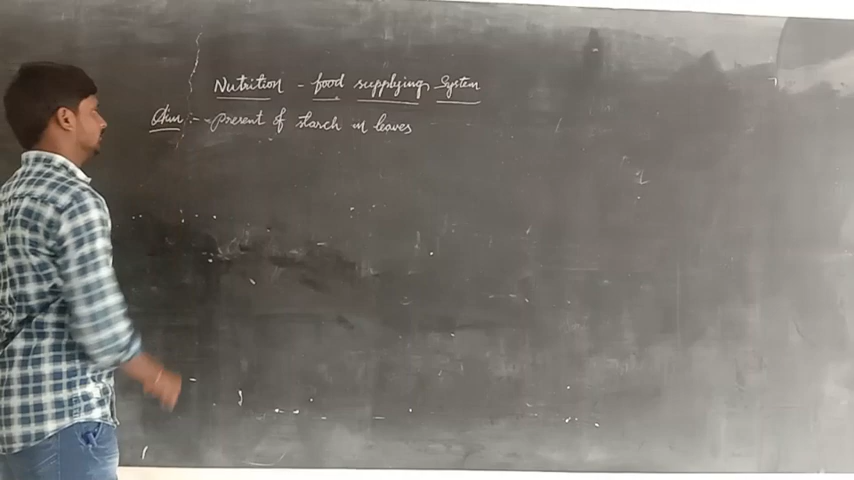 Nutrition - food supplying System
Aim :- Present of starch in leaves